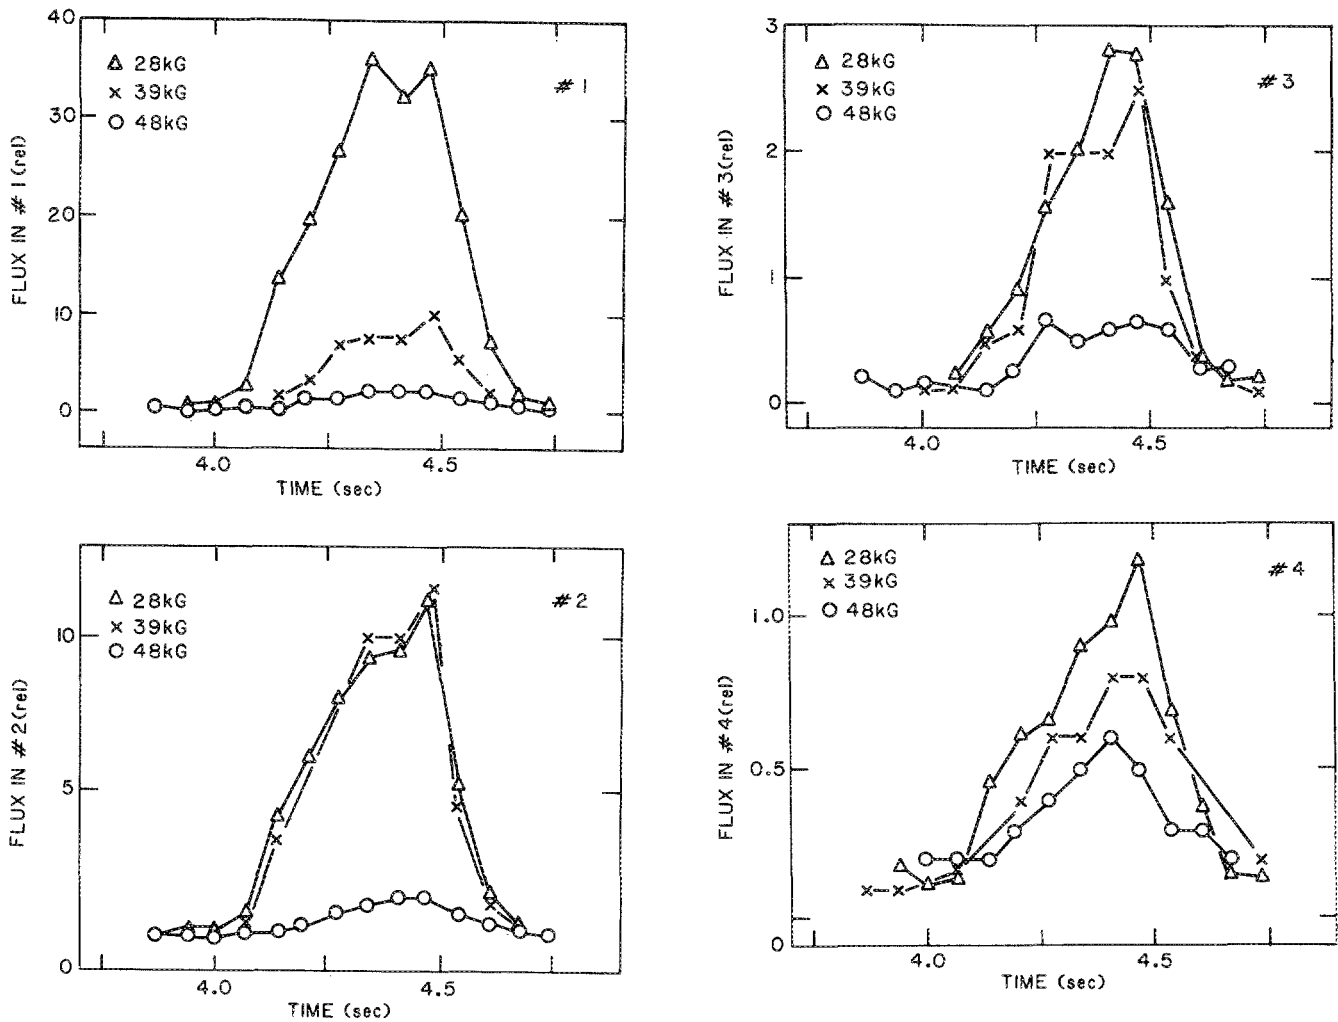 40
30
20
10
0
FLUX IN #1(rel)
△ 28kG
× 39kG
○ 48kG
#1
4.0
4.5
TIME (sec)
3
2
1
0
FLUX IN #3(rel)
△ 28kG
× 39kG
○ 48kG
#3
4.0
4.5
TIME (sec)
10
5
0
FLUX IN #2(rel)
△ 28kG
× 39kG
○ 48kG
#2
4.0
4.5
TIME (sec)
1.0
0.5
0
FLUX IN #4(rel)
△ 28kG
× 39kG
○ 48kG
#4
4.0
4.5
TIME (sec)